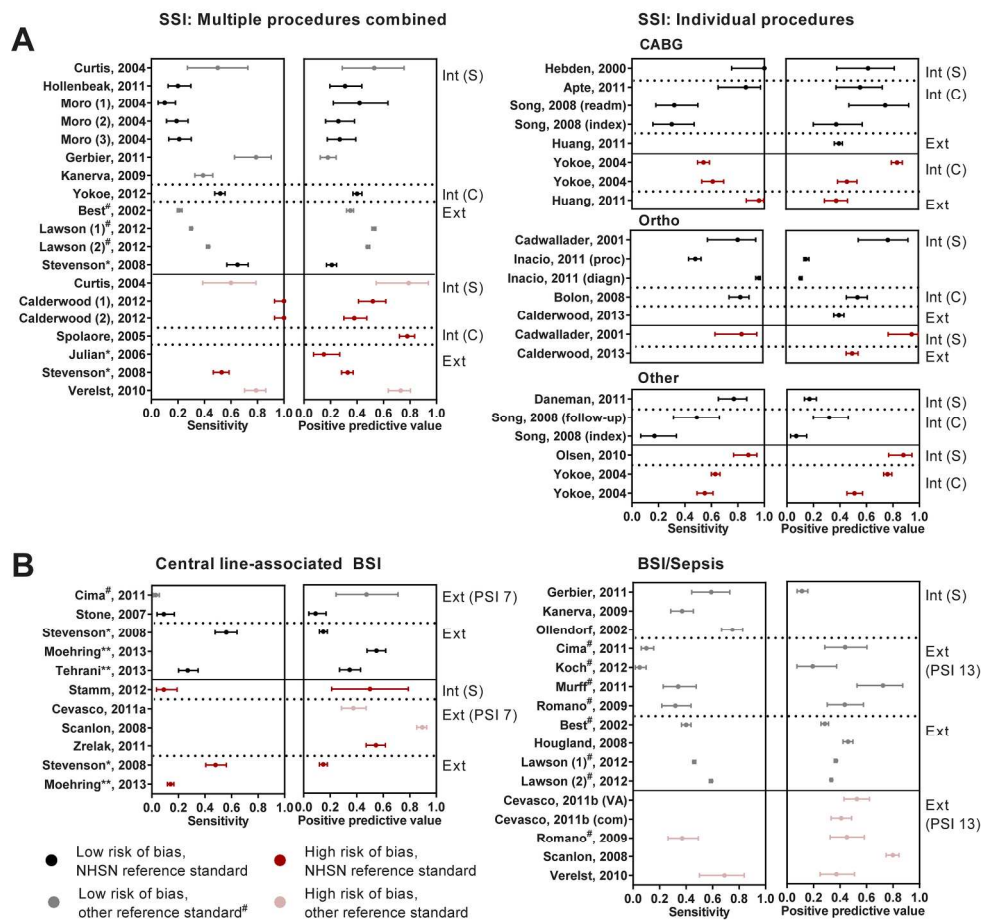 A
SSI: Multiple procedures combined
Curtis, 2004
Int (S)
Hollenbeak, 2011
Moro (1), 2004
Moro (2), 2004
Moro (3), 2004
Gerbier, 2011
Kanerva, 2009
Yokoe, 2012
Int (C)
Best#, 2002
Ext
Lawson (1)#, 2012
Lawson (2)#, 2012
Stevenson*, 2008
Curtis, 2004
Int (S)
Calderwood (1), 2012
Calderwood (2), 2012
Spolaore, 2005
Int (C)
Julian*, 2006
Ext
Stevenson*, 2008
Verelst, 2010
0.0 0.2 0.4 0.6 0.8 1.0 0.0 0.2 0.4 0.6 0.8 1.0
Sensitivity Positive predictive value
SSI: Individual procedures
CABG
Hebden, 2000
Int (S)
Apte, 2011
Int (C)
Song, 2008 (readm)
Song, 2008 (index)
Huang, 2011
Ext
Yokoe, 2004
Int (C)
Yokoe, 2004
Huang, 2011
Ext
Ortho
Cadwallader, 2001
Int (S)
Inacio, 2011 (proc)
Inacio, 2011 (diagn)
Bolon, 2008
Int (C)
Calderwood, 2013
Ext
Cadwallader, 2001
Int (S)
Calderwood, 2013
Ext
Other
Daneman, 2011
Int (S)
Song, 2008 (follow-up)
Int (C)
Song, 2008 (index)
Olsen, 2010
Int (S)
Yokoe, 2004
Int (C)
Yokoe, 2004
0.0 0.2 0.4 0.6 0.8 1.0 0.0 0.2 0.4 0.6 0.8 1.0
Sensitivity Positive predictive value
B
Central line-associated BSI
Cima#, 2011
Ext (PSI 7)
Stone, 2007
Stevenson*, 2008
Ext
Moehring**, 2013
Tehrani**, 2013
Stamm, 2012
Int (S)
Cevasco, 2011a
Ext (PSI 7)
Scanlon, 2008
Zrelak, 2011
Stevenson*, 2008
Ext
Moehring**, 2013
0.0 0.2 0.4 0.6 0.8 1.0 0.0 0.2 0.4 0.6 0.8 1.0
Sensitivity Positive predictive value
BSI/Sepsis
Gerbier, 2011
Int (S)
Kanerva, 2009
Ollendorf, 2002
Cima#, 2011
Ext
(PSI 13)
Koch#, 2012
Murff#, 2011
Romano#, 2009
Best#, 2002
Ext
Hougland, 2008
Lawson (1)#, 2012
Lawson (2)#, 2012
Cevasco, 2011b (VA)
Ext
(PSI 13)
Cevasco, 2011b (com)
Romano#, 2009
Scanlon, 2008
Verelst, 2010
0.0 0.2 0.4 0.6 0.8 1.0 0.0 0.2 0.4 0.6 0.8 1.0
Sensitivity Positive predictive value
Low risk of bias,
NHSN reference standard
High risk of bias,
NHSN reference standard
Low risk of bias,
other reference standard#
High risk of bias,
other reference standard